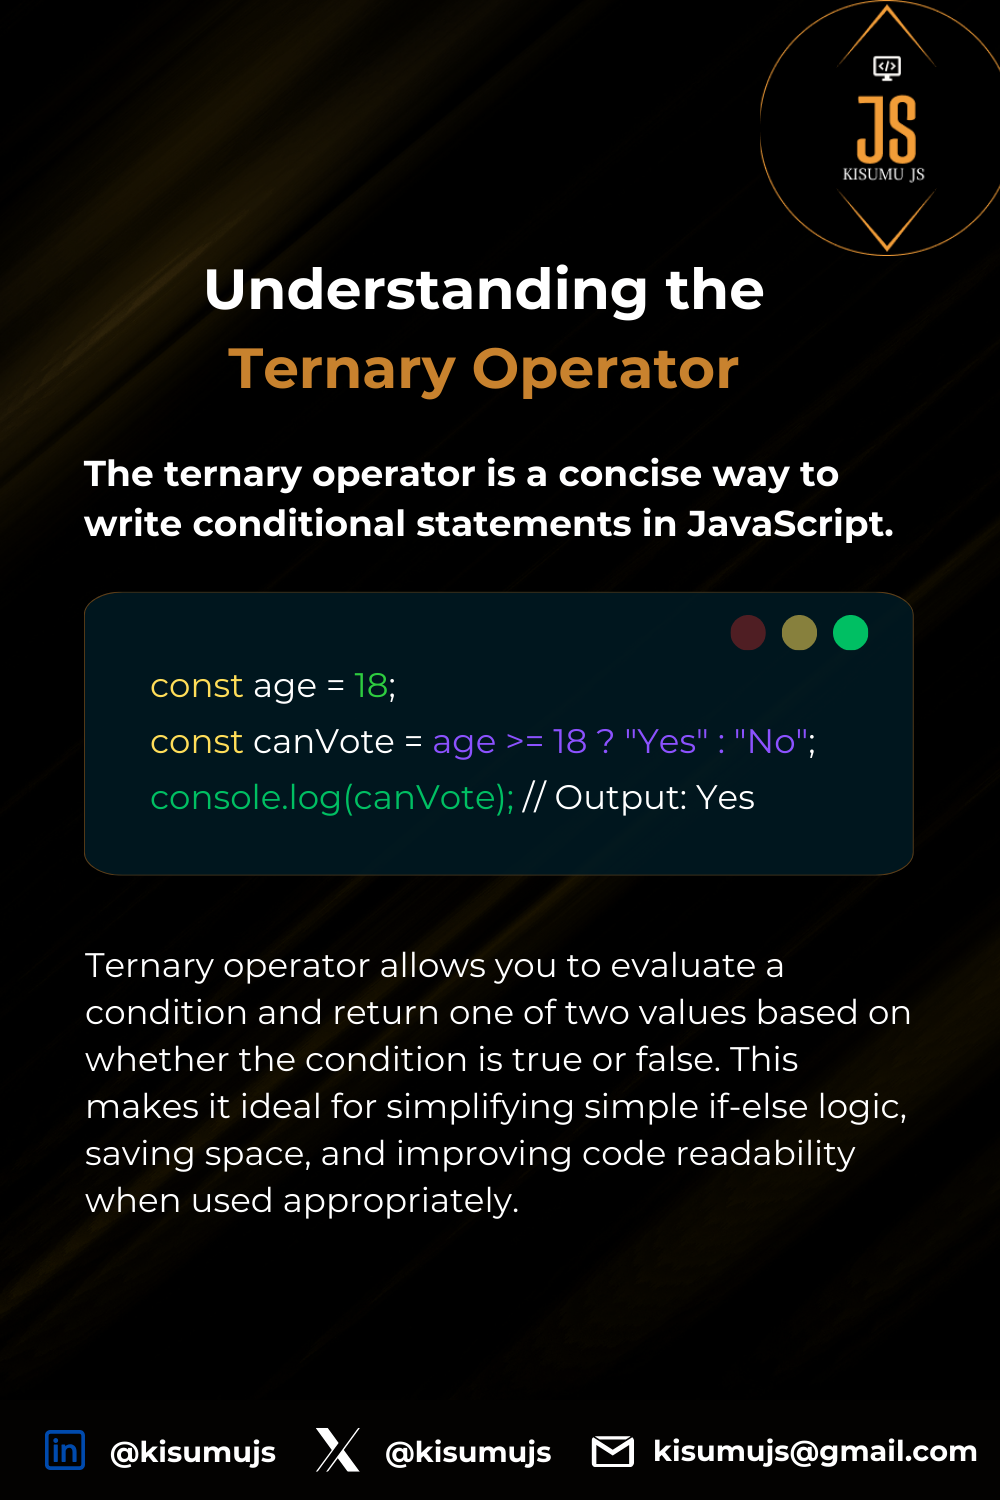 </>
JS
KISUMU JS
Understanding the
Ternary Operator
The ternary operator is a concise way to
write conditional statements in JavaScript.
const age = 18;
const canVote = age >= 18 ? "Yes" : "No";
console.log(canVote); // Output: Yes
Ternary operator allows you to evaluate a
condition and return one of two values based on
whether the condition is true or false. This
makes it ideal for simplifying simple if-else logic,
saving space, and improving code readability
when used appropriately.
in @kisumujs X @kisumujs kisumujs@gmail.com